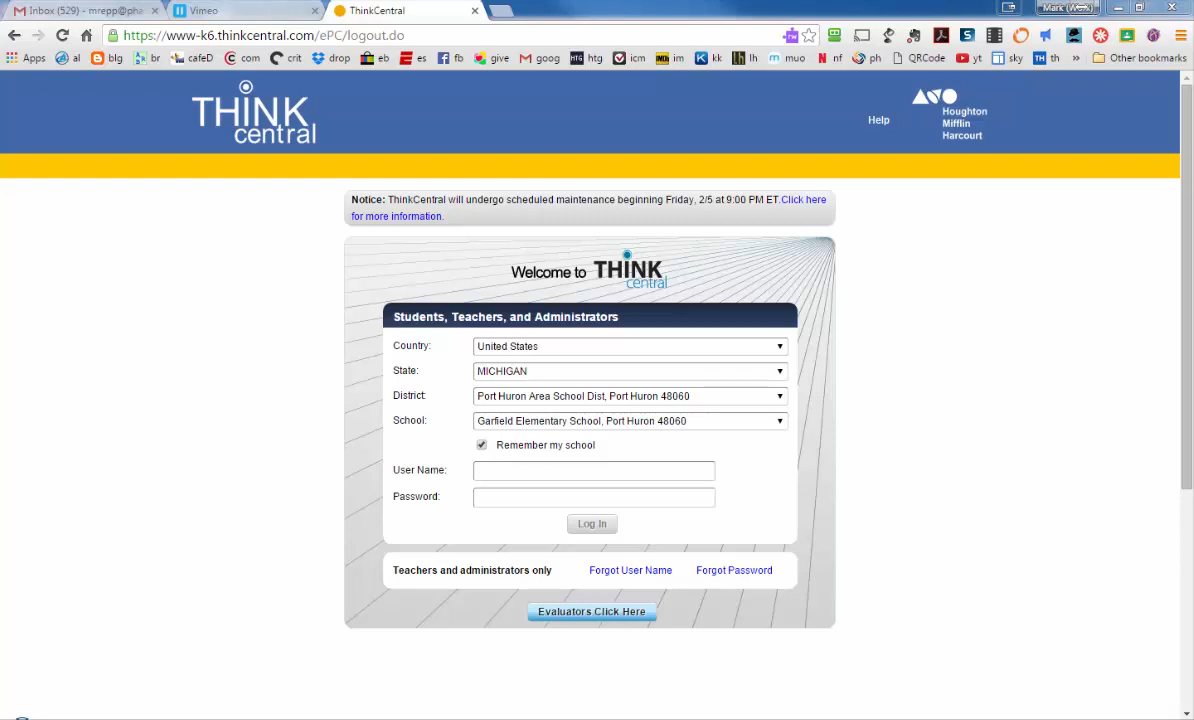 Inbox (529) - mrepp@pha
Vimeo
ThinkCentral
Mark (Work)
https://www-k6.thinkcentral.com/ePC/logout.do
Apps al blg br cafeD com crit drop eb es fb give goog htg icm im kk lh muo nf ph QRCode yt sky th » Other bookmarks
THINK
central
Help
Houghton
Mifflin
Harcourt
Notice: ThinkCentral will undergo scheduled maintenance beginning Friday, 2/5 at 9:00 PM ET.Click here
for more information.
Welcome to THINK
central
Students, Teachers, and Administrators
Country: United States
State: MICHIGAN
District: Port Huron Area School Dist, Port Huron 48060
School: Garfield Elementary School, Port Huron 48060
Remember my school
User Name:
Password:
Log In
Teachers and administrators only Forgot User Name Forgot Password
Evaluators Click Here